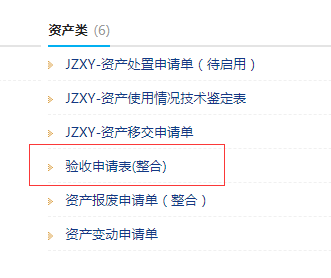 资产类 (6)
JZXY-资产处置申请单（待启用）
JZXY-资产使用情况技术鉴定表
JZXY-资产移交申请单
验收申请表(整合)
资产报废申请单（整合）
资产变动申请单